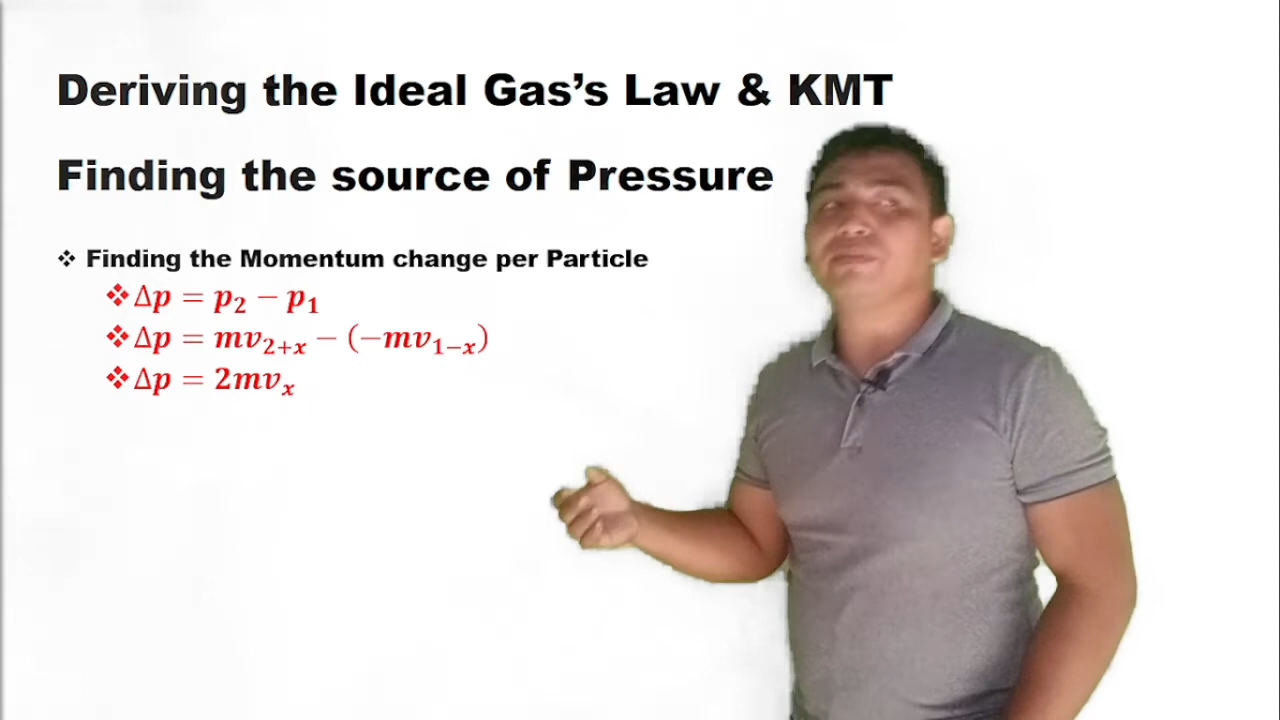 Deriving the Ideal Gas’s Law & KMT
Finding the source of Pressure
❖ Finding the Momentum change per Particle
❖Δp = p₂ − p₁
❖Δp = mv₂₊ₓ − (−mv₁₋ₓ)
❖Δp = 2mvₓ